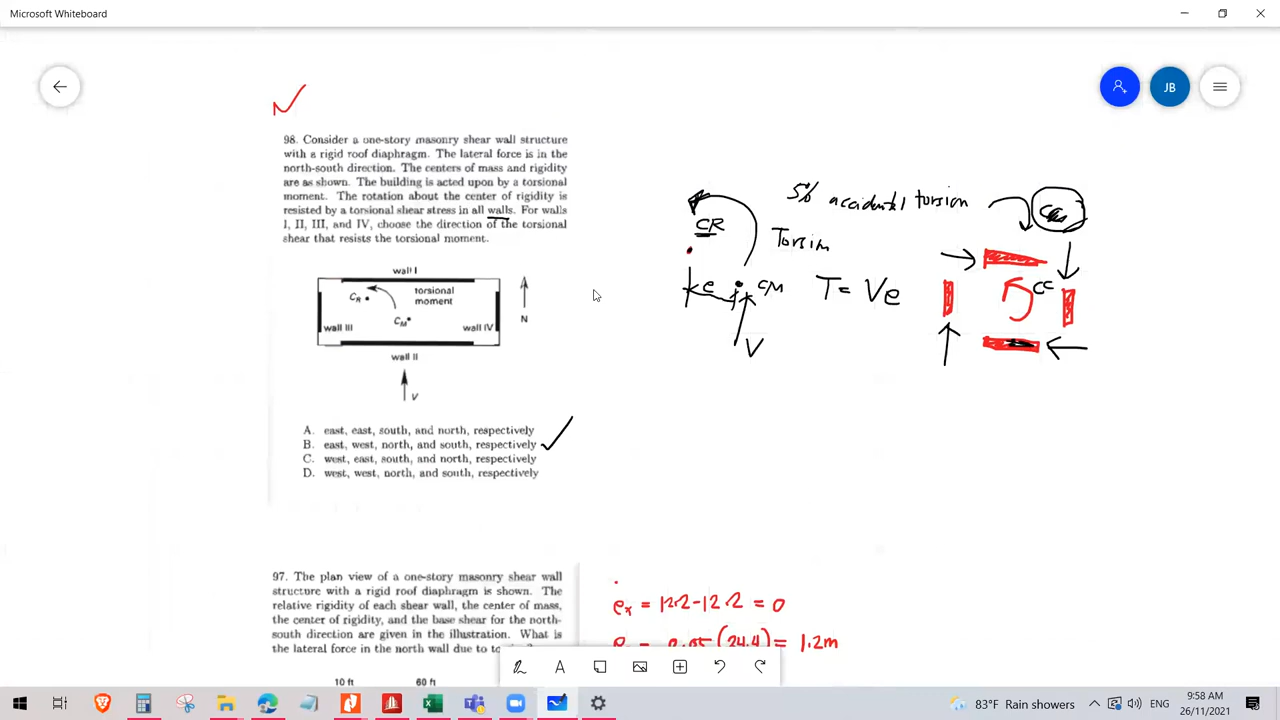 Microsoft Whiteboard
JB
98. Consider a one-story masonry shear wall structure
with a rigid roof diaphragm. The lateral force is in the
north-south direction. The centers of mass and rigidity
are as shown. The building is acted upon by a torsional
moment. The rotation about the center of rigidity is
resisted by a torsional shear stress in all walls. For walls
I, II, III, and IV, choose the direction of the torsional
shear that resists the torsional moment.
wall I
CR
torsional
moment
CM
wall III
wall IV
N
wall II
V
A. east, east, south, and north, respectively
B. east, west, north, and south, respectively
C. west, east, south, and north, respectively
D. west, west, north, and south, respectively
5% accidental torsion
CR
Torsion
e
CM
T = Ve
CC
V
97. The plan view of a one-story masonry shear wall
structure with a rigid roof diaphragm is shown. The
relative rigidity of each shear wall, the center of mass,
the center of rigidity, and the base shear for the north-
south direction are given in the illustration. What is
the lateral force in the north wall due to
10 ft 60 ft
ex = 12.2-12.2 = 0
0.05 (24.4) = 1.2m
83°F Rain showers
ENG
9:58 AM
26/11/2021